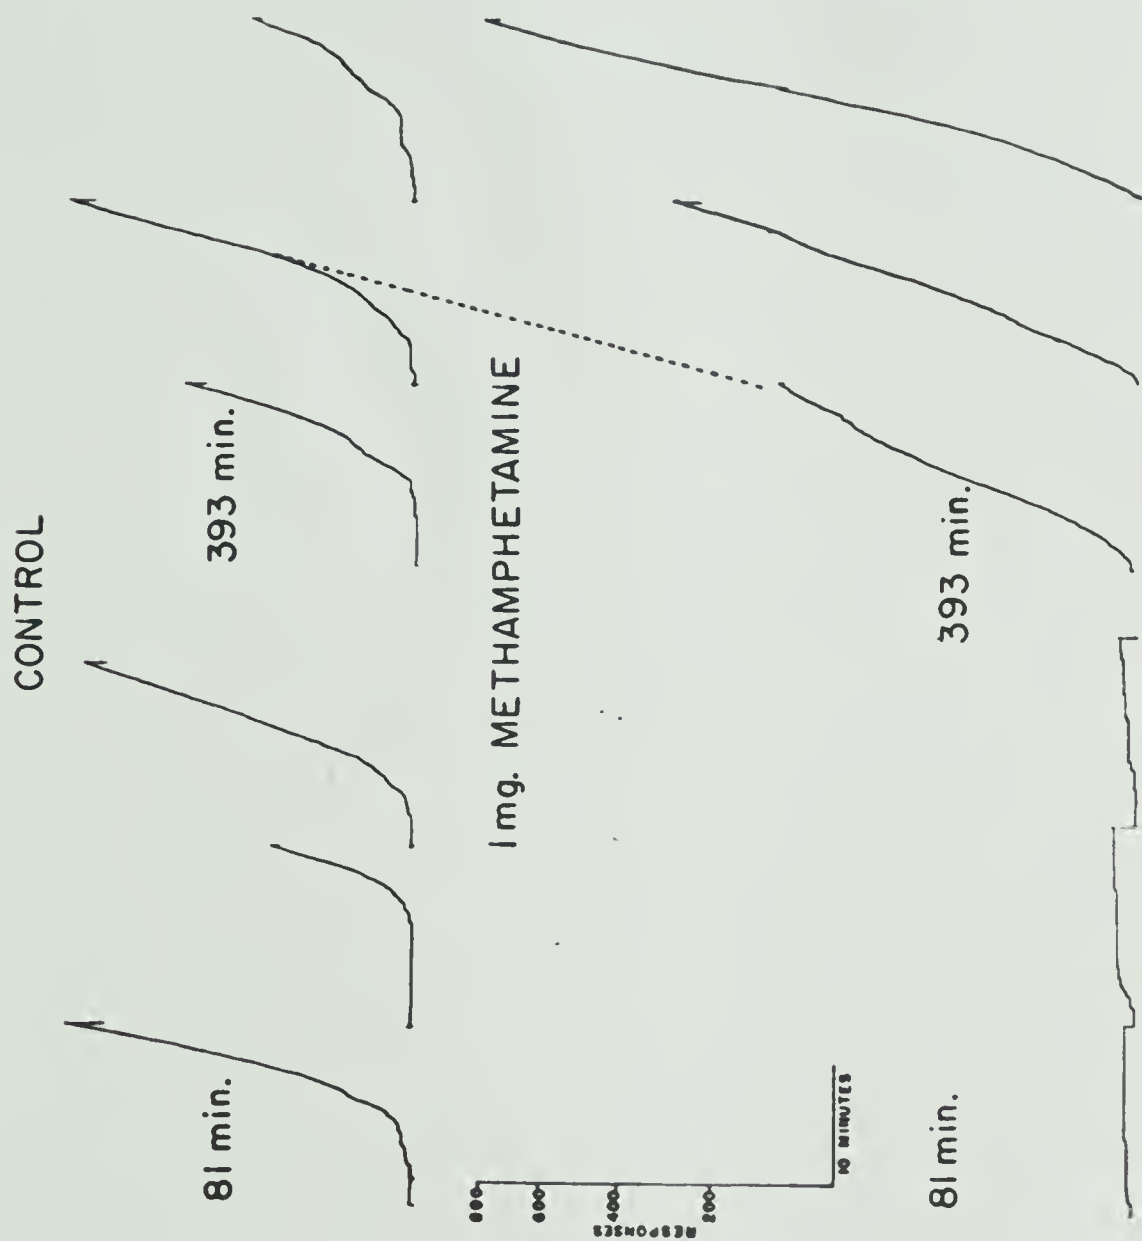 CONTROL
81 min.
393 min.
1 mg. METHAMPHETAMINE
RESPONSES
800
600
400
200
10 MINUTES
81 min.
393 min.